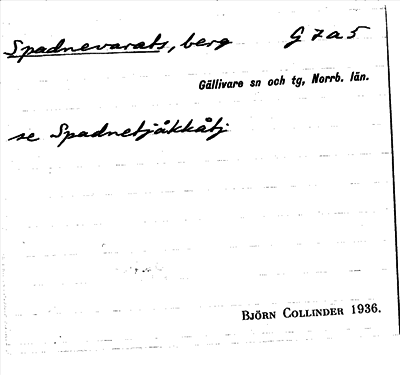 Spadnevarats, berg G 7 a 5
Gällivare sn och tg, Norrb. län.
se Spadnetjåkkåtj
BJÖRN COLLINDER 1936.